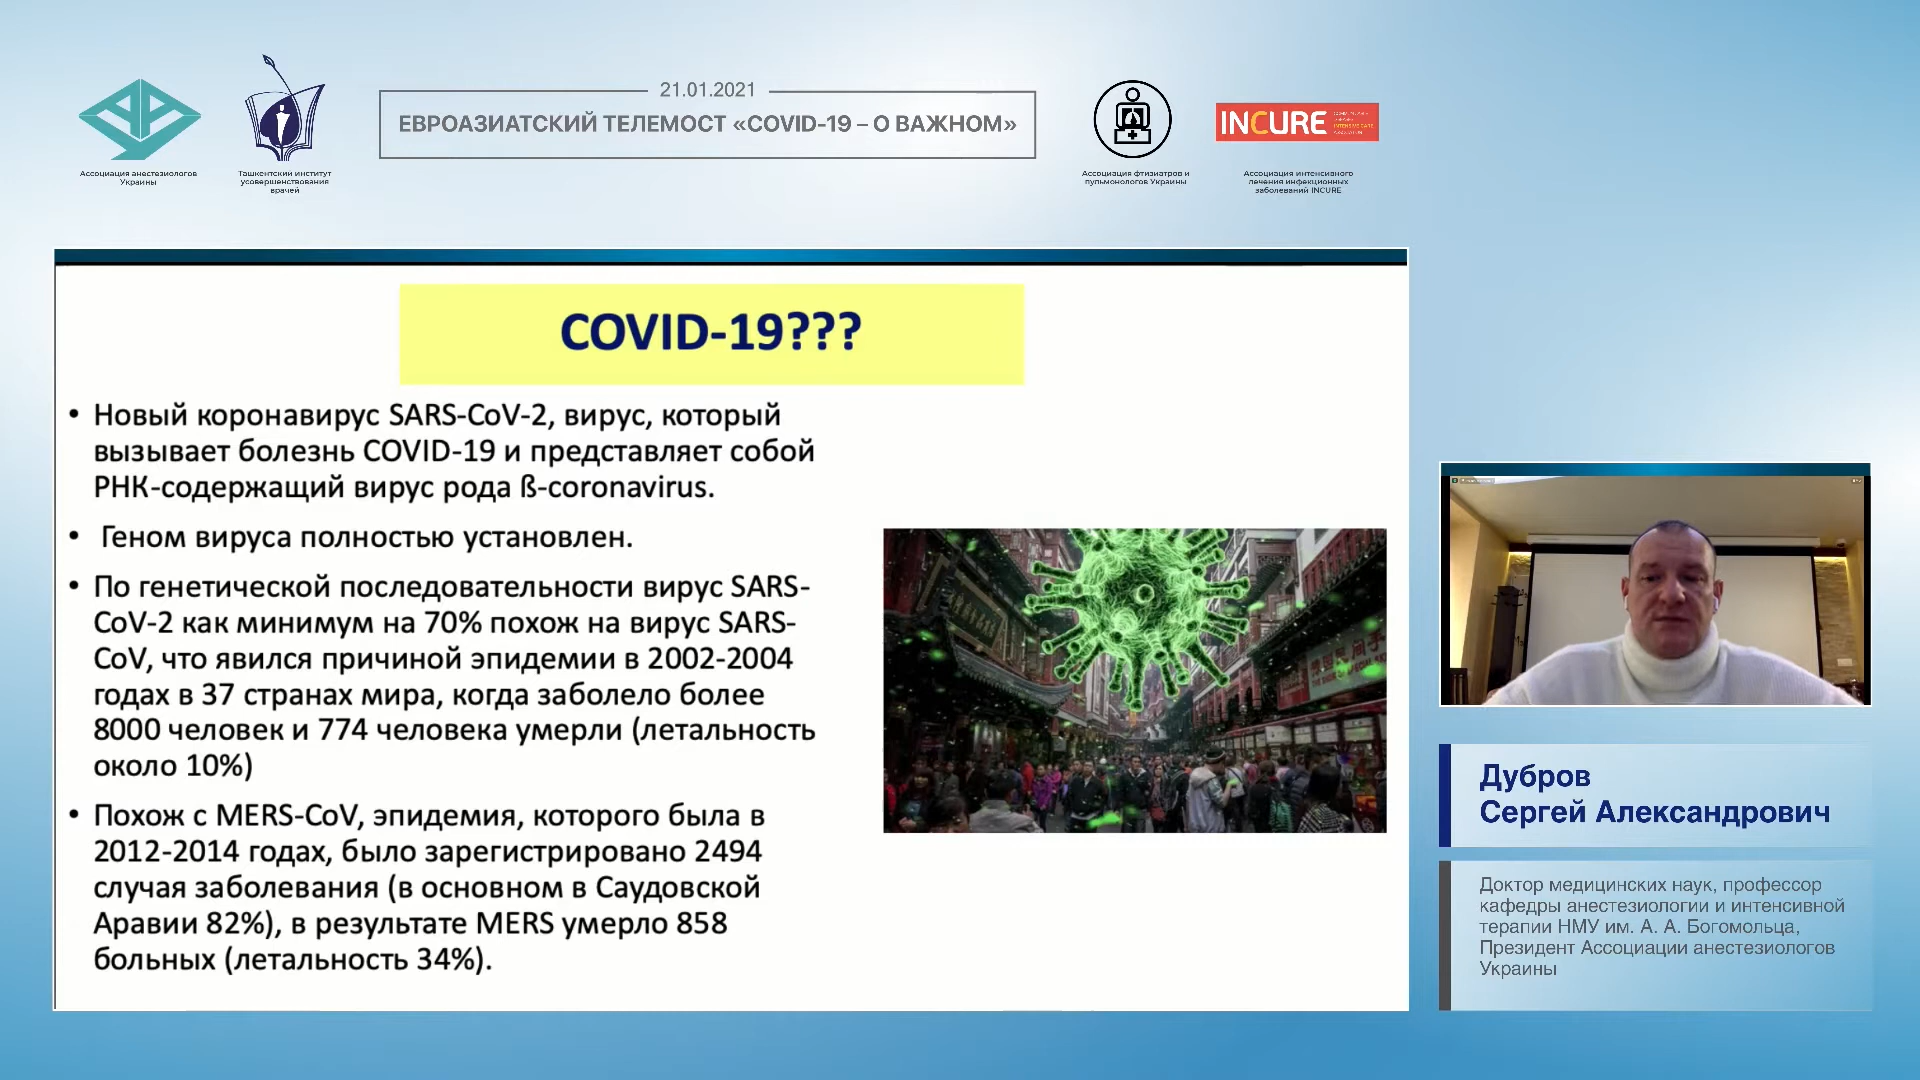 21.01.2021
ЕВРОАЗИАТСКИЙ ТЕЛЕМОСТ «COVID-19 – О ВАЖНОМ»
Ассоциация анестезиологов
Украины
Ташкентский институт
усовершенствования
врачей
Ассоциация фтизиатров и
пульмонологов Украины
INCURE
Ассоциация интенсивного
лечения инфекционных
заболеваний INCURE
COVID-19???
• Новый коронавирус SARS-CoV-2, вирус, который
вызывает болезнь COVID-19 и представляет собой
РНК-содержащий вирус рода ß-coronavirus.
• Геном вируса полностью установлен.
• По генетической последовательности вирус SARS-
CoV-2 как минимум на 70% похож на вирус SARS-
CoV, что явился причиной эпидемии в 2002-2004
годах в 37 странах мира, когда заболело более
8000 человек и 774 человека умерли (летальность
около 10%)
• Похож с MERS-CoV, эпидемия, которого была в
2012-2014 годах, было зарегистрировано 2494
случая заболевания (в основном в Саудовской
Аравии 82%), в результате MERS умерло 858
больных (летальность 34%).
Дубров
Сергей Александрович
Доктор медицинских наук, профессор
кафедры анестезиологии и интенсивной
терапии НМУ им. А. А. Богомольца,
Президент Ассоциации анестезиологов
Украины